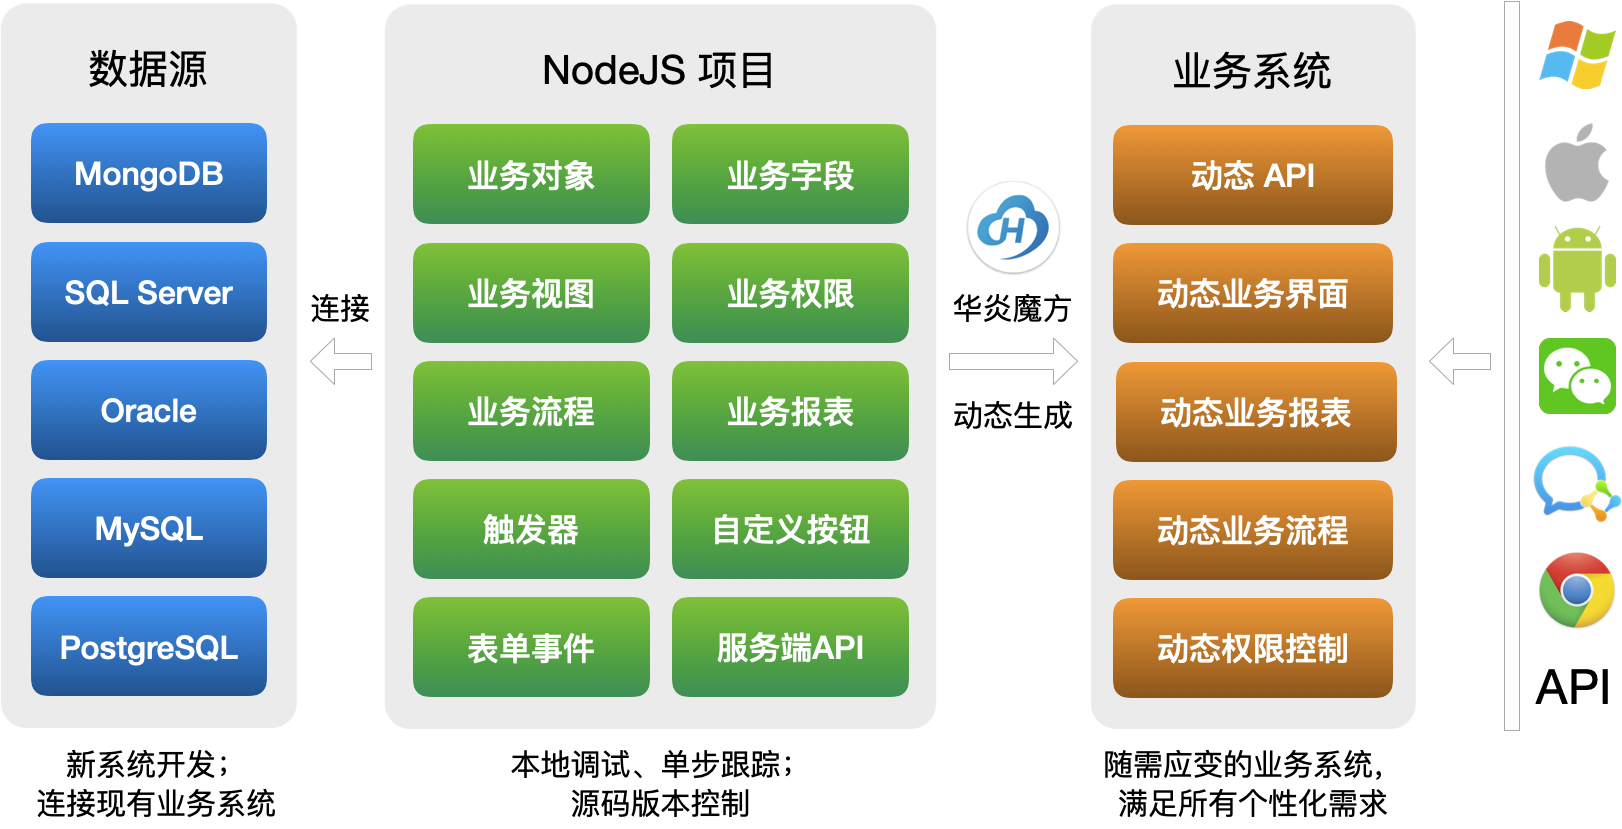 数据源
MongoDB
SQL Server
Oracle
MySQL
PostgreSQL
新系统开发；
连接现有业务系统
连接
NodeJS 项目
业务对象
业务字段
业务视图
业务权限
业务流程
业务报表
触发器
自定义按钮
表单事件
服务端API
本地调试、单步跟踪；
源码版本控制
H
华炎魔方
动态生成
业务系统
动态 API
动态业务界面
动态业务报表
动态业务流程
动态权限控制
随需应变的业务系统，
满足所有个性化需求
API